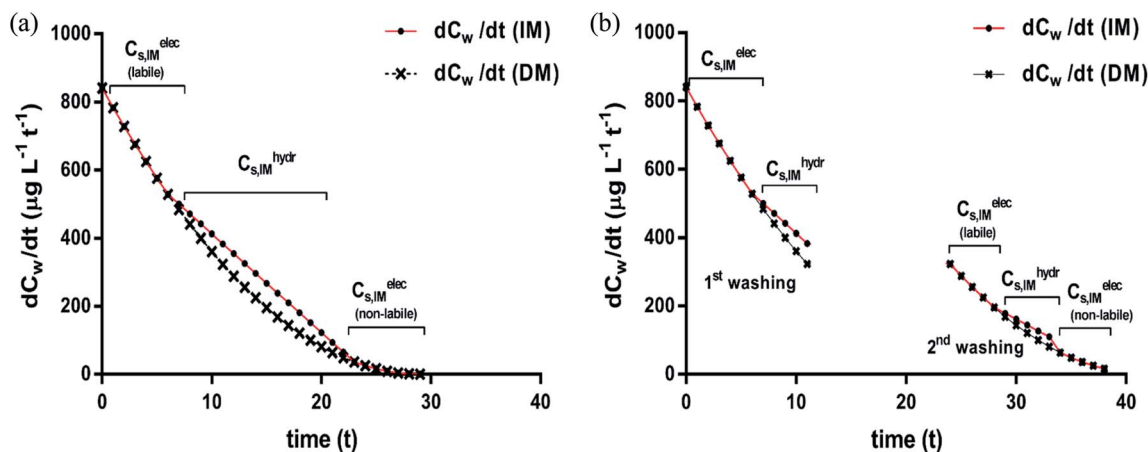 (a)
dC_w/dt (µg L⁻¹ t⁻¹)
1000
800
600
400
200
0
0 10 20 30 40
time (t)
dC_w /dt (IM)
dC_w /dt (DM)
C_s,IM^elec
(labile)
C_s,IM^hydr
C_s,IM^elec
(non-labile)
(b)
dC_w/dt (µg L⁻¹ t⁻¹)
1000
800
600
400
200
0
0 10 20 30 40
time (t)
dC_w /dt (IM)
dC_w /dt (DM)
C_s,IM^elec
C_s,IM^hydr
1st washing
C_s,IM^elec
(labile)
C_s,IM^hydr
C_s,IM^elec
(non-labile)
2nd washing